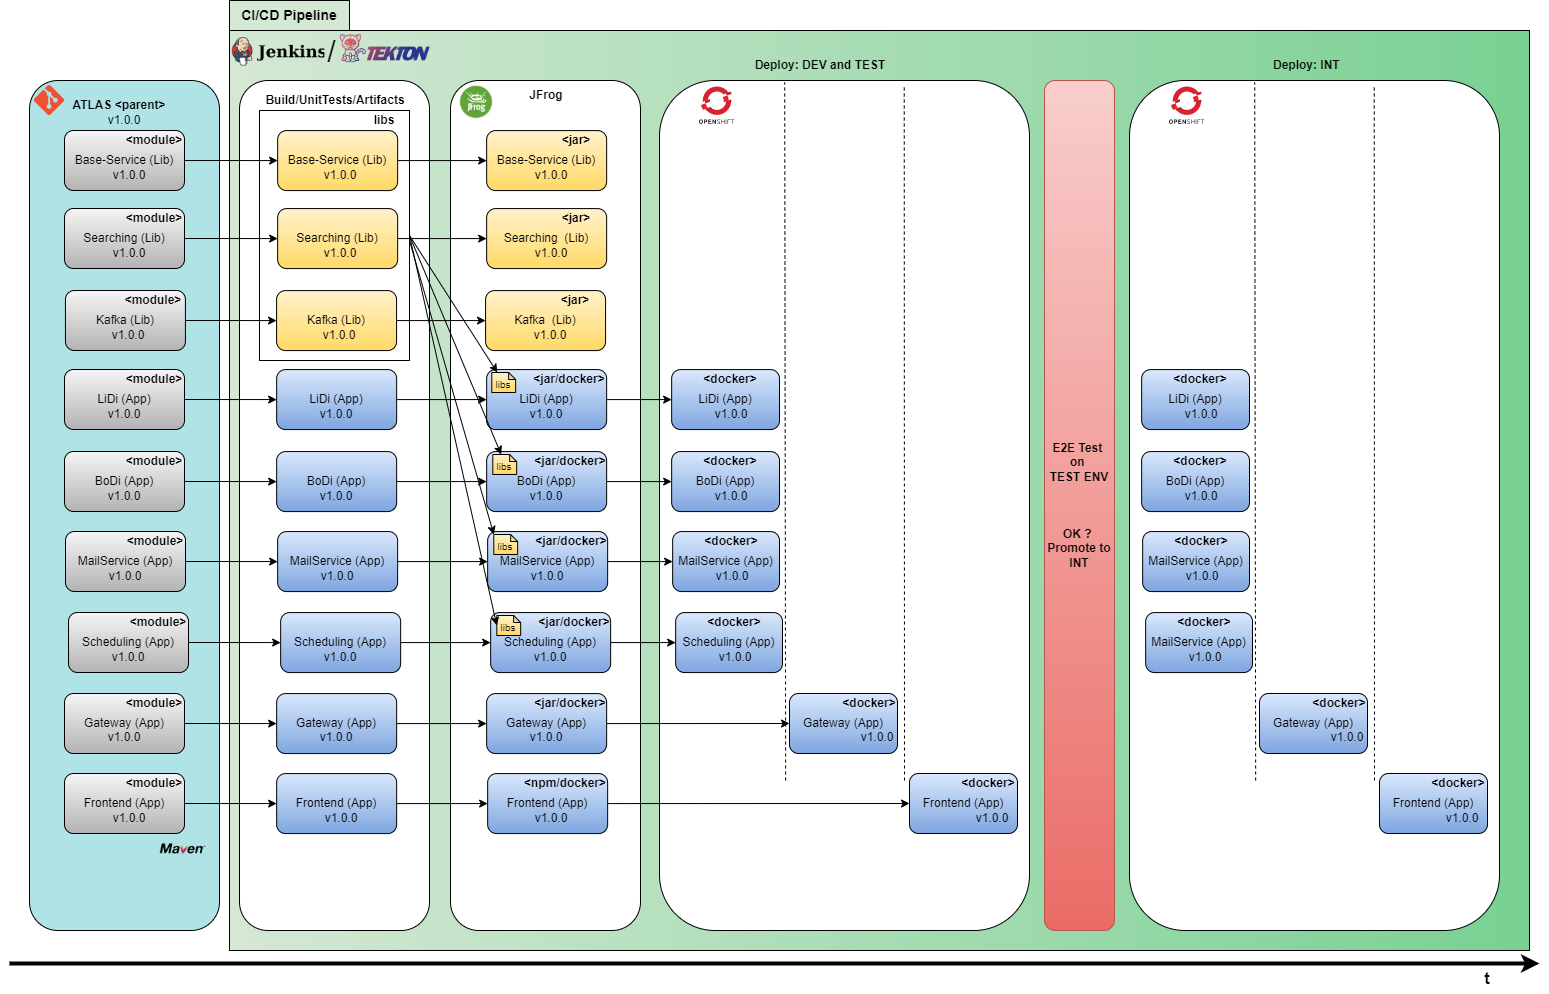 CI/CD Pipeline
Jenkins/
TEKTON
Deploy: DEV and TEST
Deploy: INT
ATLAS <parent>
v1.0.0
<module>
Base-Service (Lib)
v1.0.0
<module>
Searching (Lib)
v1.0.0
<module>
Kafka (Lib)
v1.0.0
<module>
LiDi (App)
v1.0.0
<module>
BoDi (App)
v1.0.0
<module>
MailService (App)
v1.0.0
<module>
Scheduling (App)
v1.0.0
<module>
Gateway (App)
v1.0.0
<module>
Frontend (App)
v1.0.0
Maven
Build/UnitTests/Artifacts
libs
Base-Service (Lib)
v1.0.0
Searching (Lib)
v1.0.0
Kafka (Lib)
v1.0.0
LiDi (App)
v1.0.0
BoDi (App)
v1.0.0
MailService (App)
v1.0.0
Scheduling (App)
v1.0.0
Gateway (App)
v1.0.0
Frontend (App)
v1.0.0
JFrog
JFrog
<jar>
Base-Service (Lib)
v1.0.0
<jar>
Searching (Lib)
v1.0.0
<jar>
Kafka (Lib)
v1.0.0
<jar/docker>
libs
LiDi (App)
v1.0.0
<jar/docker>
libs
BoDi (App)
v1.0.0
<jar/docker>
libs
MailService (App)
v1.0.0
<jar/docker>
libs
Scheduling (App)
v1.0.0
<jar/docker>
Gateway (App)
v1.0.0
<npm/docker>
Frontend (App)
v1.0.0
OPENSHIFT
<docker>
LiDi (App)
v1.0.0
<docker>
BoDi (App)
v1.0.0
<docker>
MailService (App)
v1.0.0
<docker>
Scheduling (App)
v1.0.0
<docker>
Gateway (App)
v1.0.0
<docker>
Frontend (App)
v1.0.0
E2E Test
on
TEST ENV
OK ?
Promote to
INT
OPENSHIFT
<docker>
LiDi (App)
v1.0.0
<docker>
BoDi (App)
v1.0.0
<docker>
MailService (App)
v1.0.0
<docker>
MailService (App)
v1.0.0
<docker>
Gateway (App)
v1.0.0
<docker>
Frontend (App)
v1.0.0
t